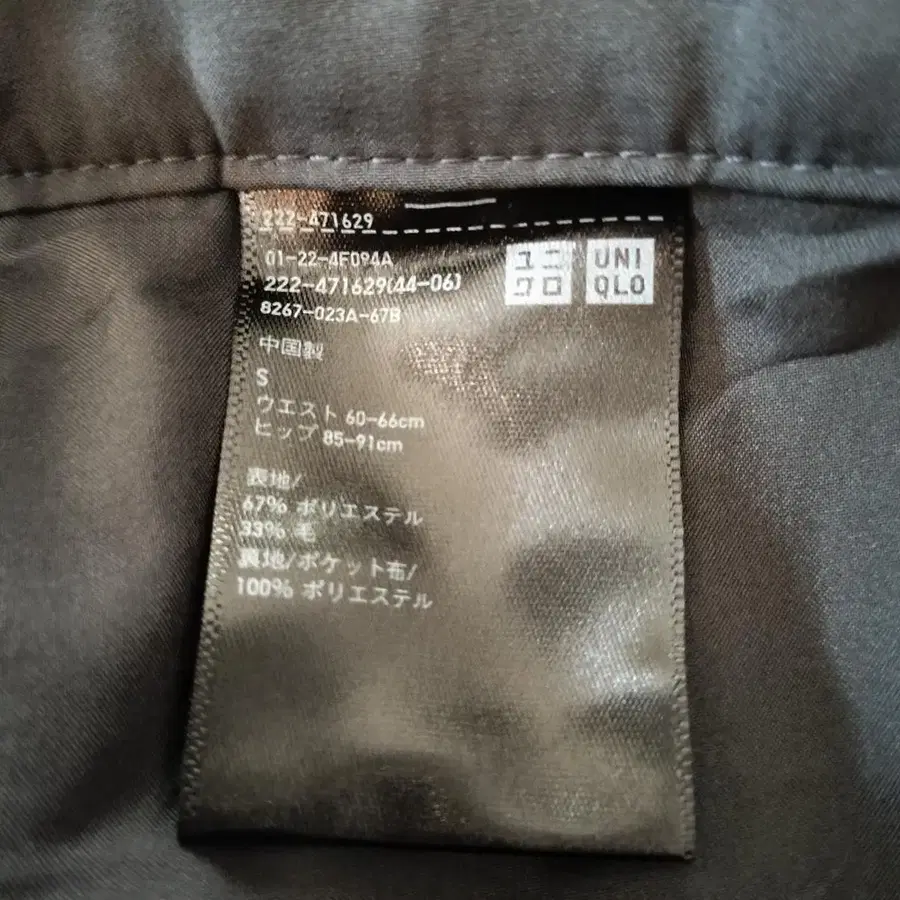 222-471629
01-22-4F094A
222-471629(44-06)
8267-023A-67B
ユニ
クロ
UNI
QLO
中国製
S
ウエスト 60-66cm
ヒップ 85-91cm
表地/
67% ポリエステル
33% 毛
裏地/ポケット布/
100% ポリエステル